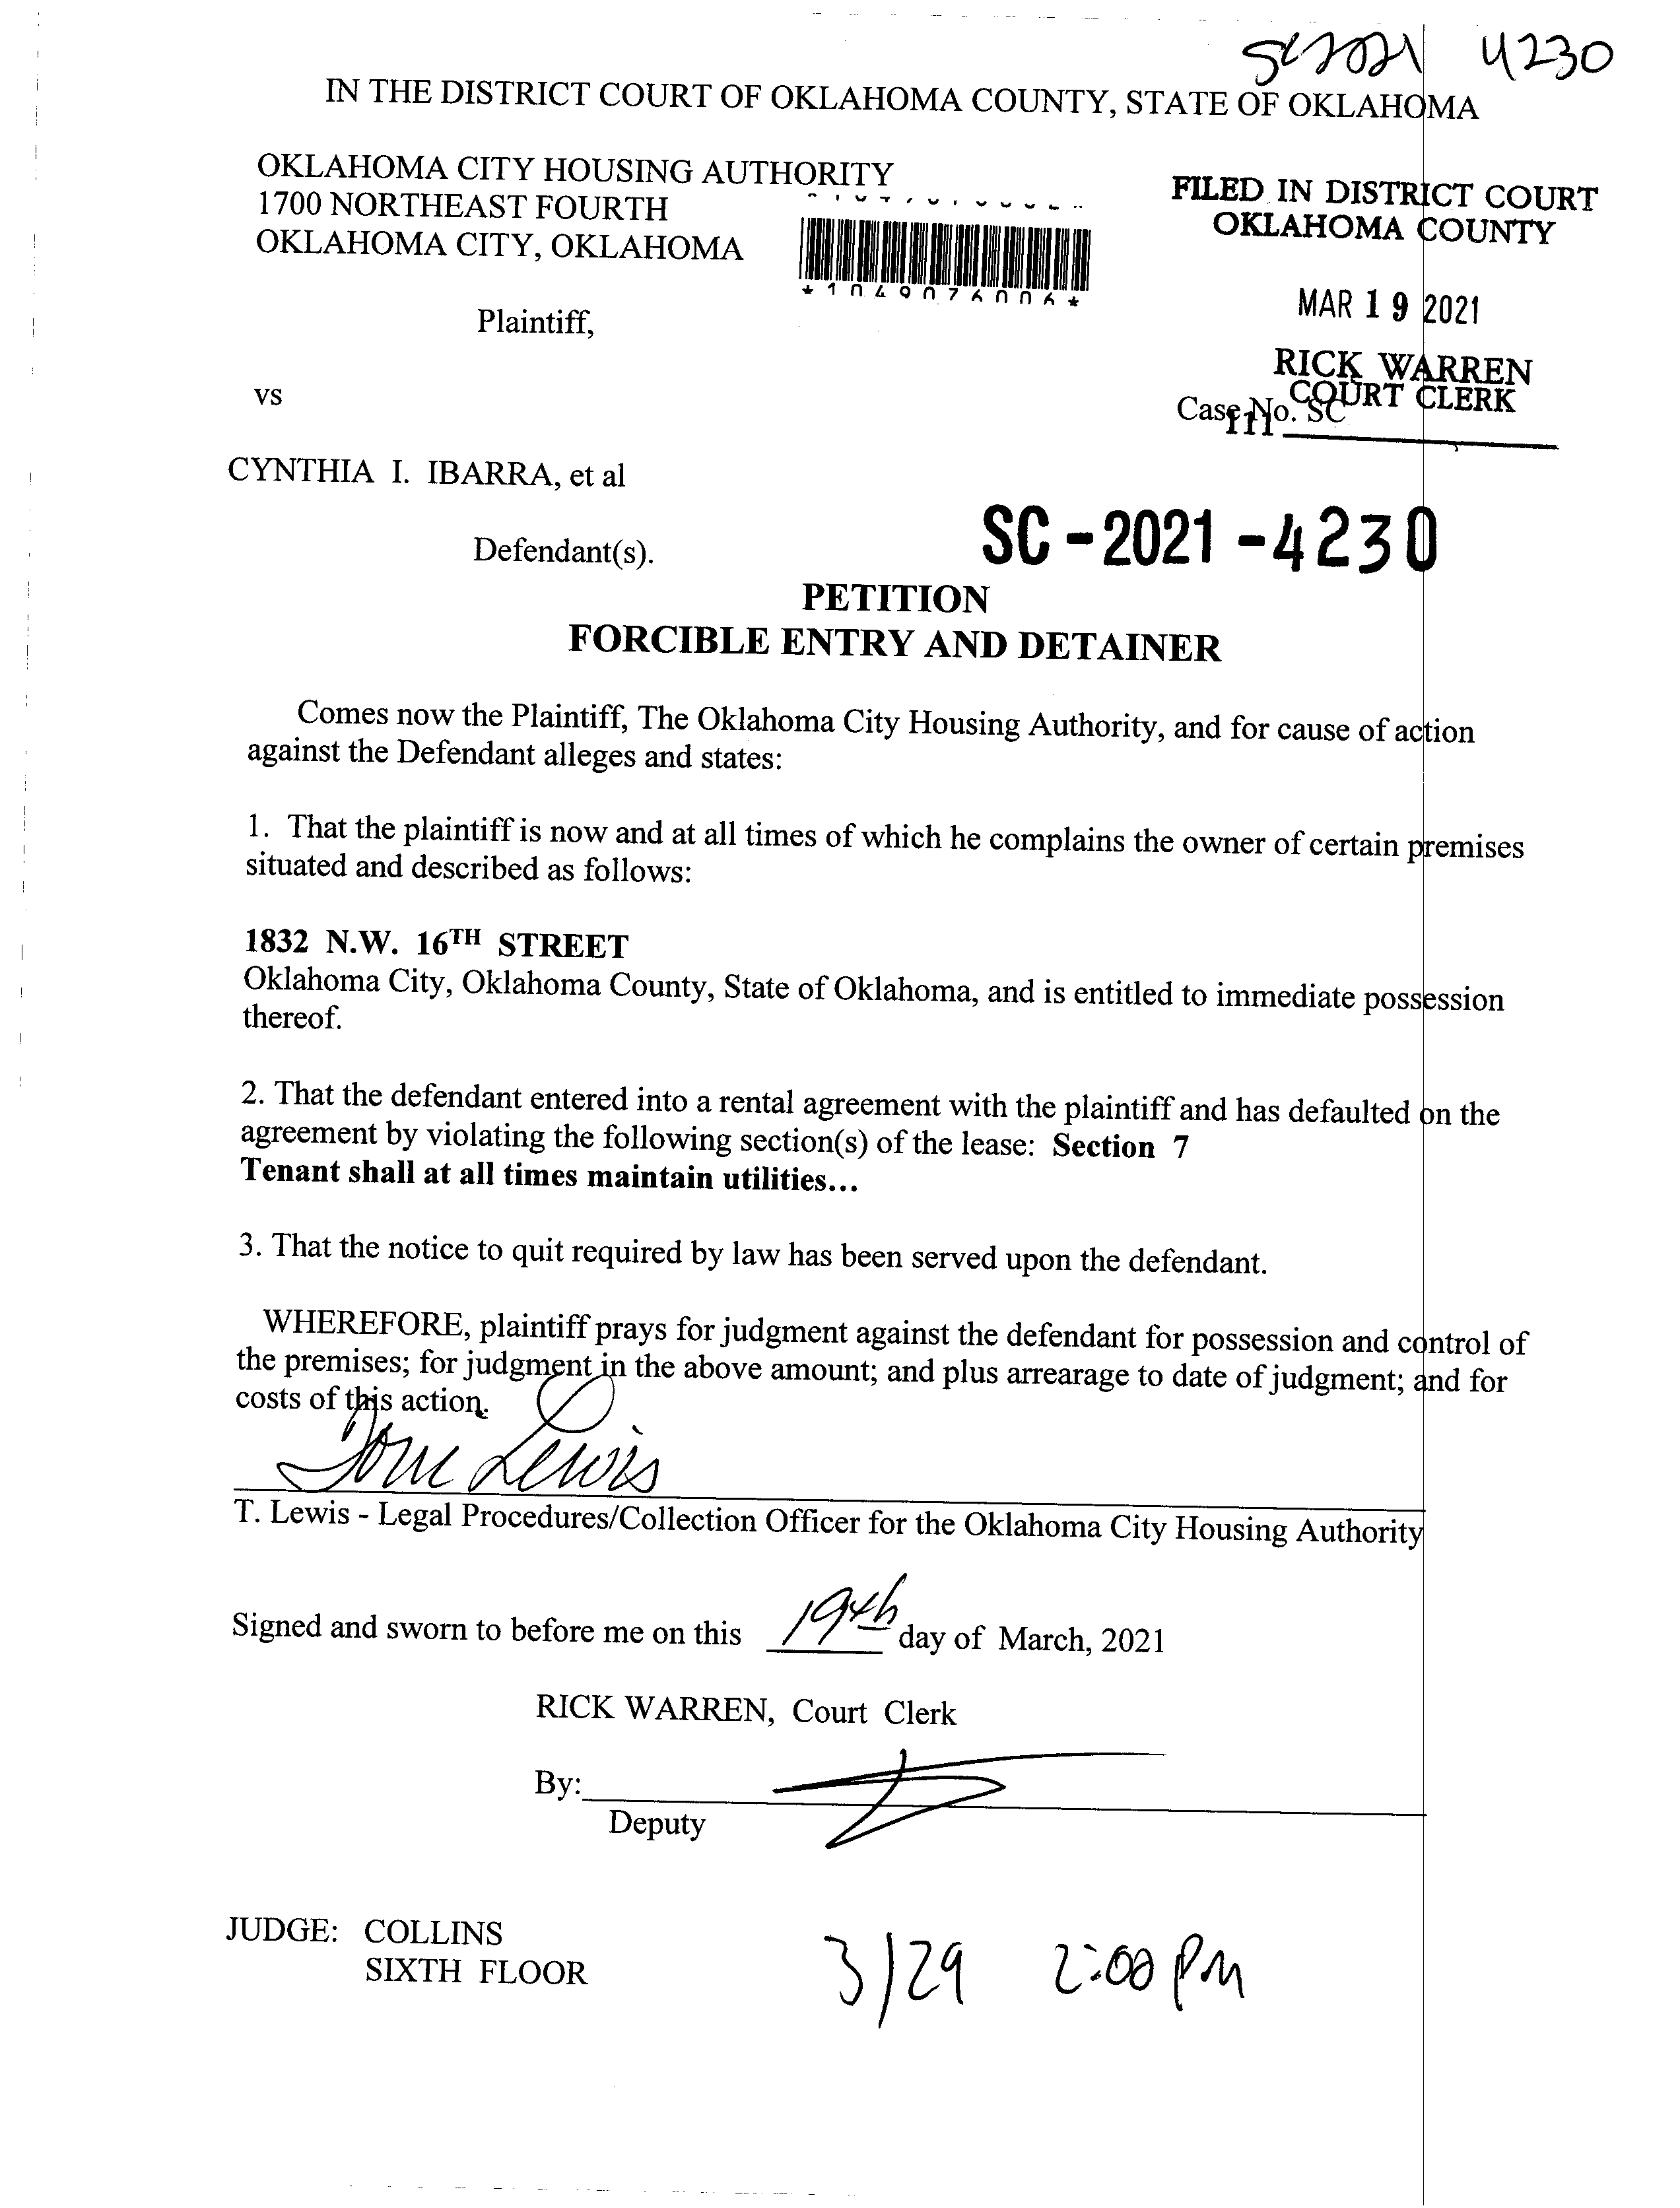 SC2021 4230
IN THE DISTRICT COURT OF OKLAHOMA COUNTY, STATE OF OKLAHOMA
OKLAHOMA CITY HOUSING AUTHORITY
1700 NORTHEAST FOURTH
OKLAHOMA CITY, OKLAHOMA
*1049076006*
FILED IN DISTRICT COURT
OKLAHOMA COUNTY
MAR 19 2021
RICK WARREN
COURT CLERK
Plaintiff,
vs
Case No. SC
111
CYNTHIA I. IBARRA, et al
Defendant(s).
SC-2021-4230
PETITION
FORCIBLE ENTRY AND DETAINER
Comes now the Plaintiff, The Oklahoma City Housing Authority, and for cause of action
against the Defendant alleges and states:
1. That the plaintiff is now and at all times of which he complains the owner of certain premises
situated and described as follows:
1832 N.W. 16TH STREET
Oklahoma City, Oklahoma County, State of Oklahoma, and is entitled to immediate possession
thereof.
2. That the defendant entered into a rental agreement with the plaintiff and has defaulted on the
agreement by violating the following section(s) of the lease: Section 7
Tenant shall at all times maintain utilities...
3. That the notice to quit required by law has been served upon the defendant.
WHEREFORE, plaintiff prays for judgment against the defendant for possession and control of
the premises; for judgment in the above amount; and plus arrearage to date of judgment; and for
costs of this action.
Tom Lewis
T. Lewis - Legal Procedures/Collection Officer for the Oklahoma City Housing Authority
Signed and sworn to before me on this 19th day of March, 2021
RICK WARREN, Court Clerk
By:
Deputy
JUDGE: COLLINS
SIXTH FLOOR
3/29 2:00 PM